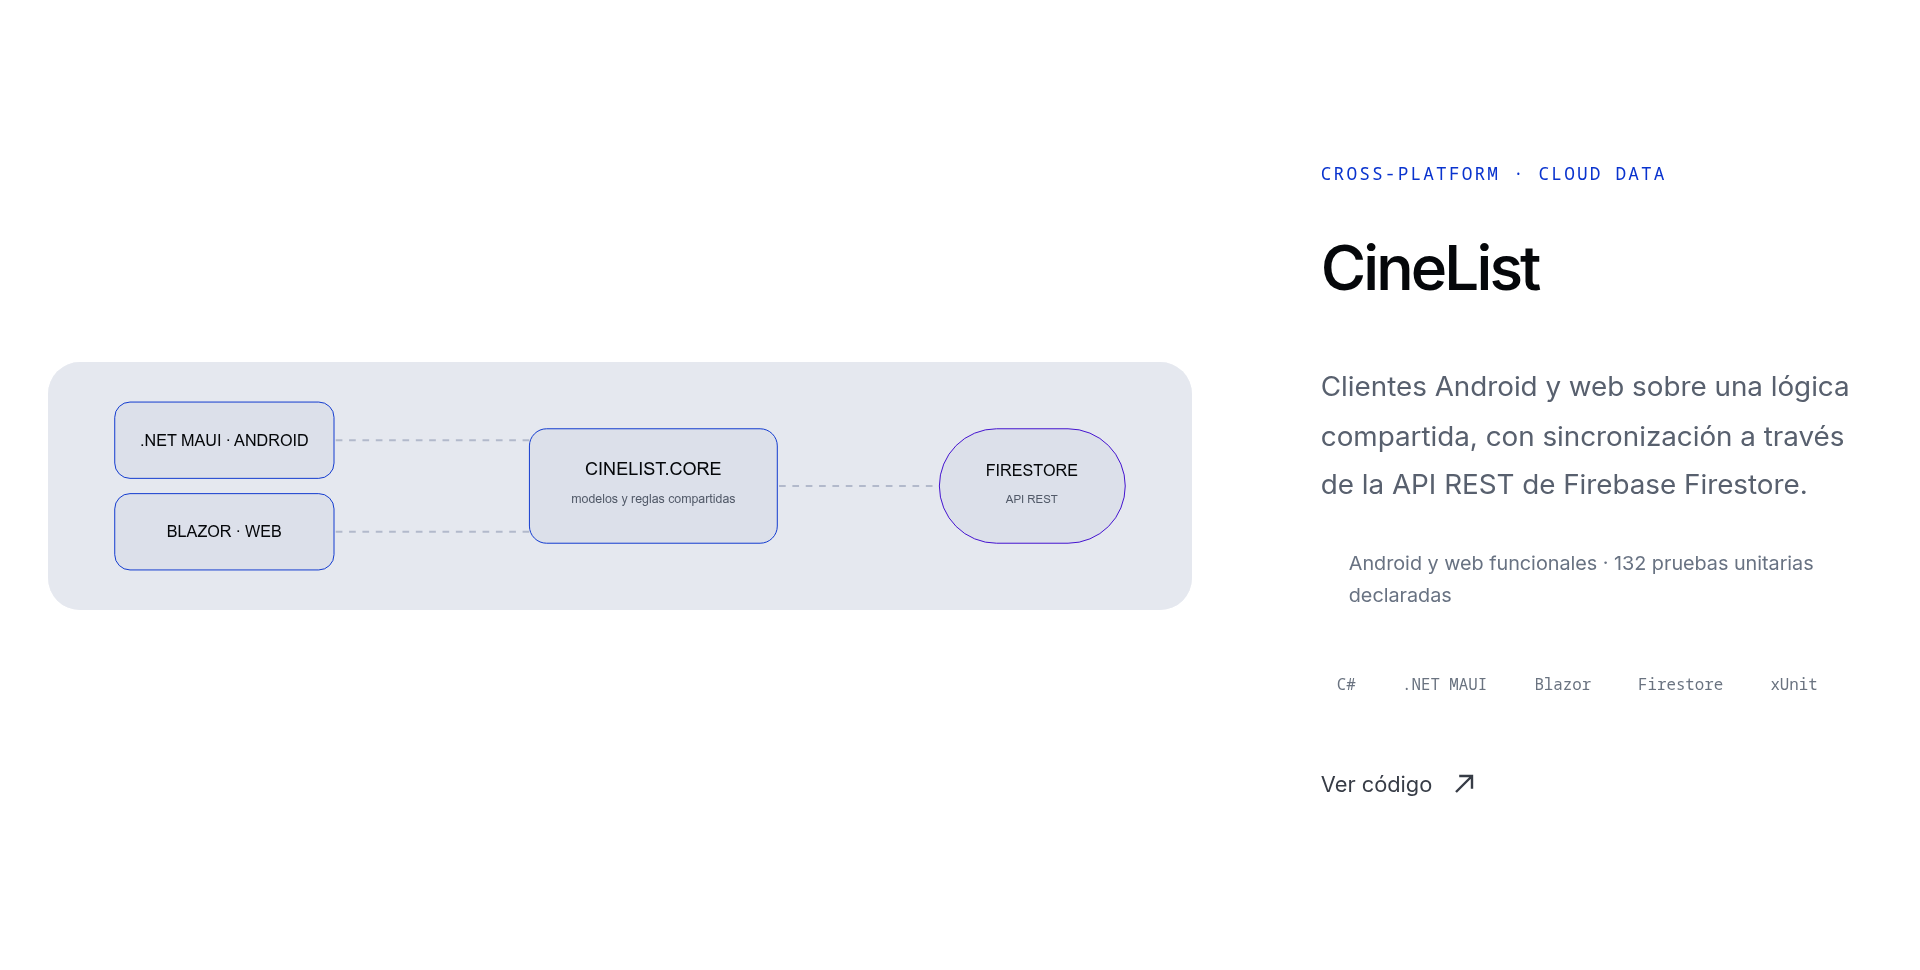 .NET MAUI · ANDROID
BLAZOR · WEB
CINELIST.CORE
modelos y reglas compartidas
FIRESTORE
API REST
CROSS-PLATFORM · CLOUD DATA
CineList
Clientes Android y web sobre una lógica
compartida, con sincronización a través
de la API REST de Firebase Firestore.
Android y web funcionales · 132 pruebas unitarias
declaradas
C# .NET MAUI Blazor Firestore xUnit
Ver código